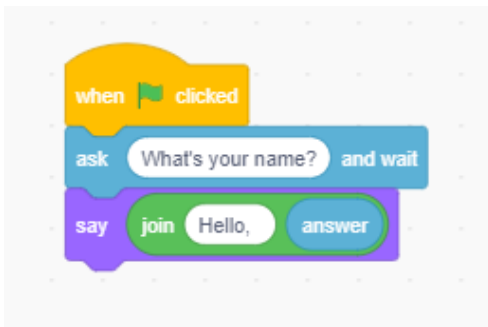 when clicked
ask What's your name? and wait
say join Hello, answer